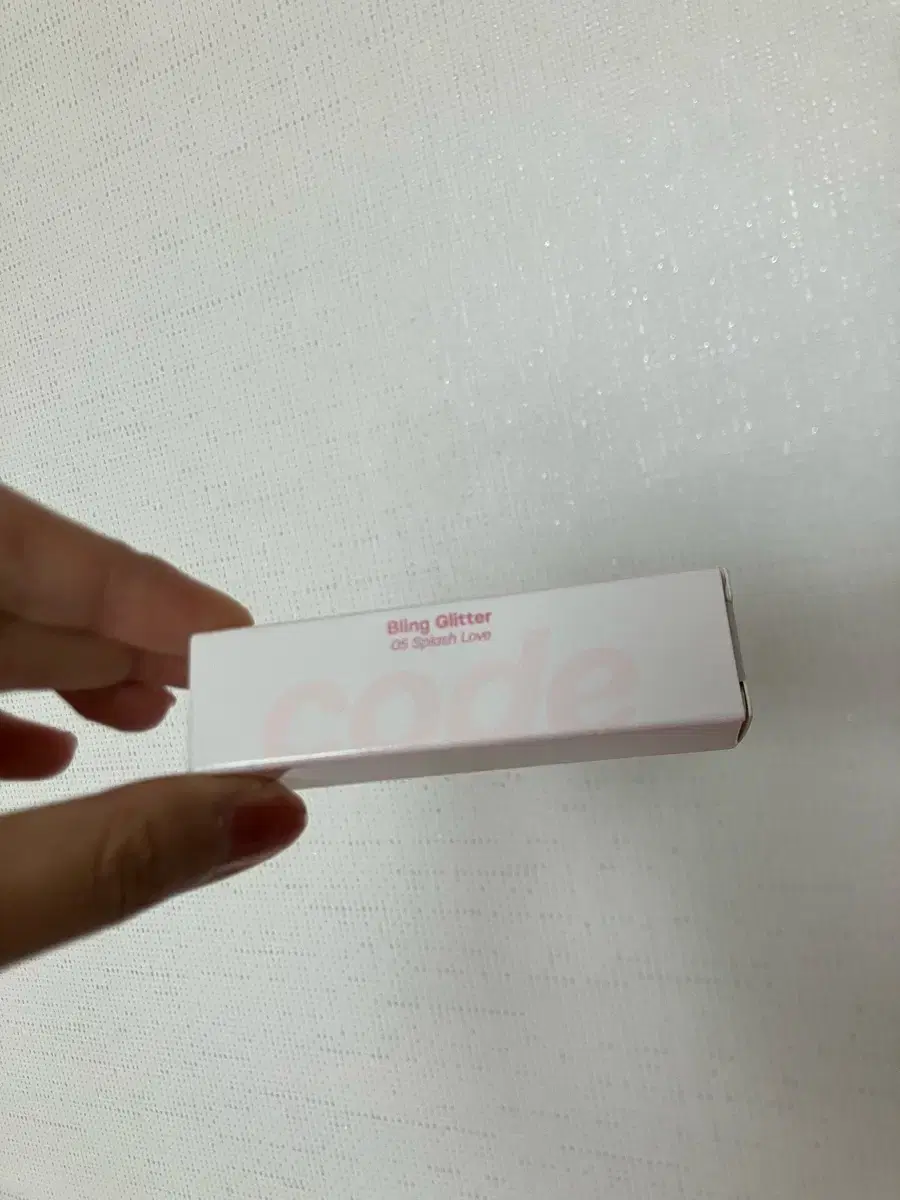 Bling Glitter
05 Splash Love
code